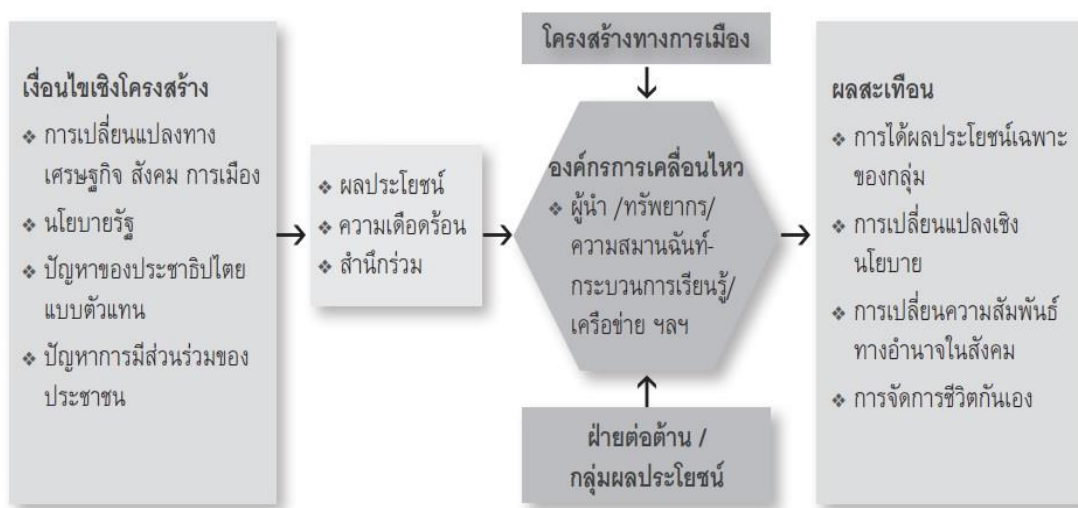 เงื่อนไขเชิงโครงสร้าง
❖ การเปลี่ยนแปลงทาง
เศรษฐกิจ สังคม การเมือง
❖ นโยบายรัฐ
❖ ปัญหาของประชาธิปไตย
แบบตัวแทน
❖ ปัญหาการมีส่วนร่วมของ
ประชาชน
❖ ผลประโยชน์
❖ ความเดือดร้อน
❖ สำนึกร่วม
โครงสร้างทางการเมือง
องค์กรการเคลื่อนไหว
❖ ผู้นำ /ทรัพยากร/
ความสมานฉันท์-
กระบวนการเรียนรู้/
เครือข่าย ฯลฯ
ฝ่ายต่อต้าน /
กลุ่มผลประโยชน์
ผลสะเทือน
❖ การได้ผลประโยชน์เฉพาะ
ของกลุ่ม
❖ การเปลี่ยนแปลงเชิง
นโยบาย
❖ การเปลี่ยนความสัมพันธ์
ทางอำนาจในสังคม
❖ การจัดการชีวิตกันเอง